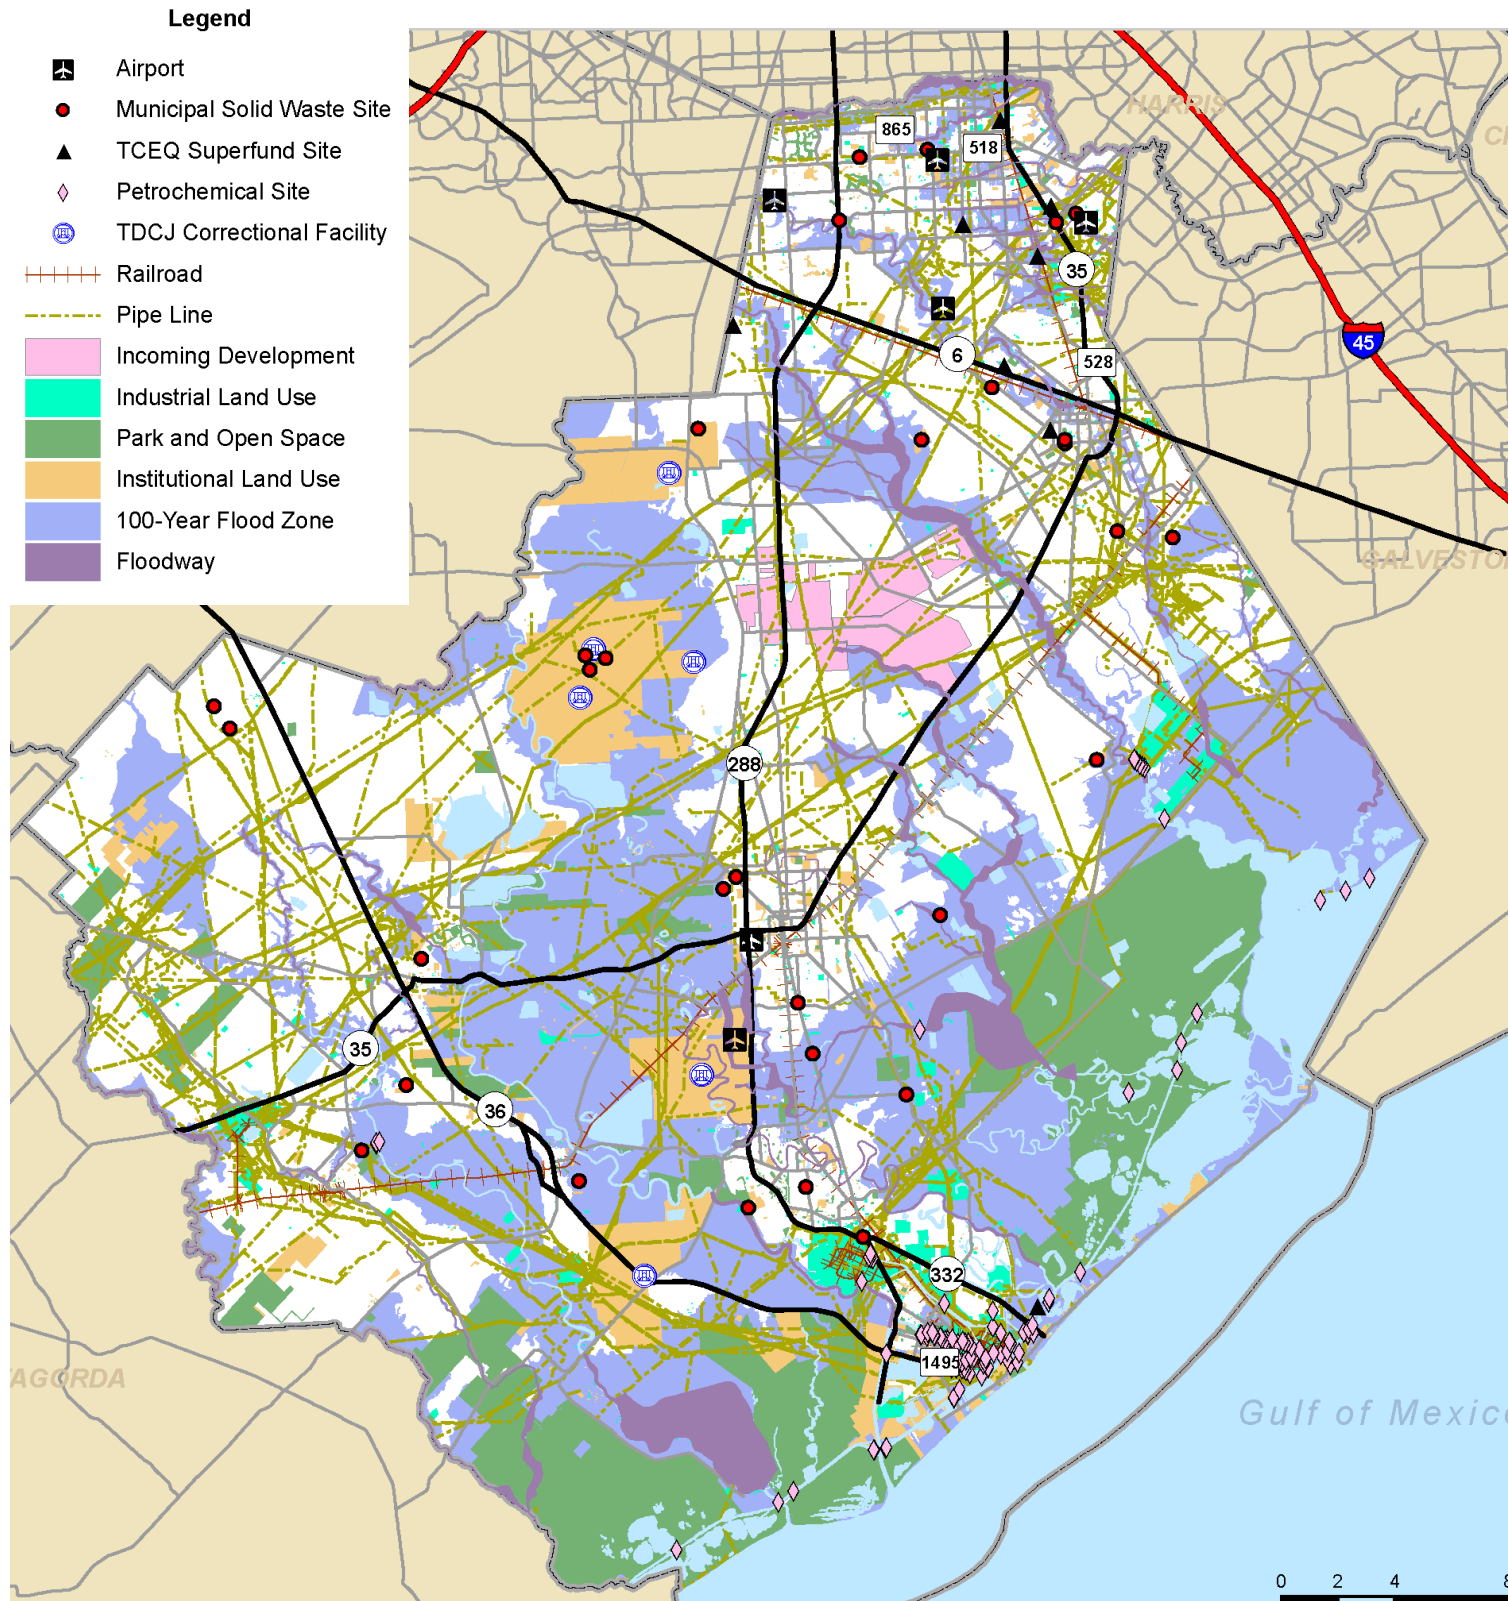 Legend
Airport
Municipal Solid Waste Site
TCEQ Superfund Site
Petrochemical Site
TDCJ Correctional Facility
Railroad
Pipe Line
Incoming Development
Industrial Land Use
Park and Open Space
Institutional Land Use
100-Year Flood Zone
Floodway
HARRIS
865
518
35
45
6
528
GALVESTO
288
35
36
332
1495
AGORDA
Gulf of Mexic
0 2 4 8